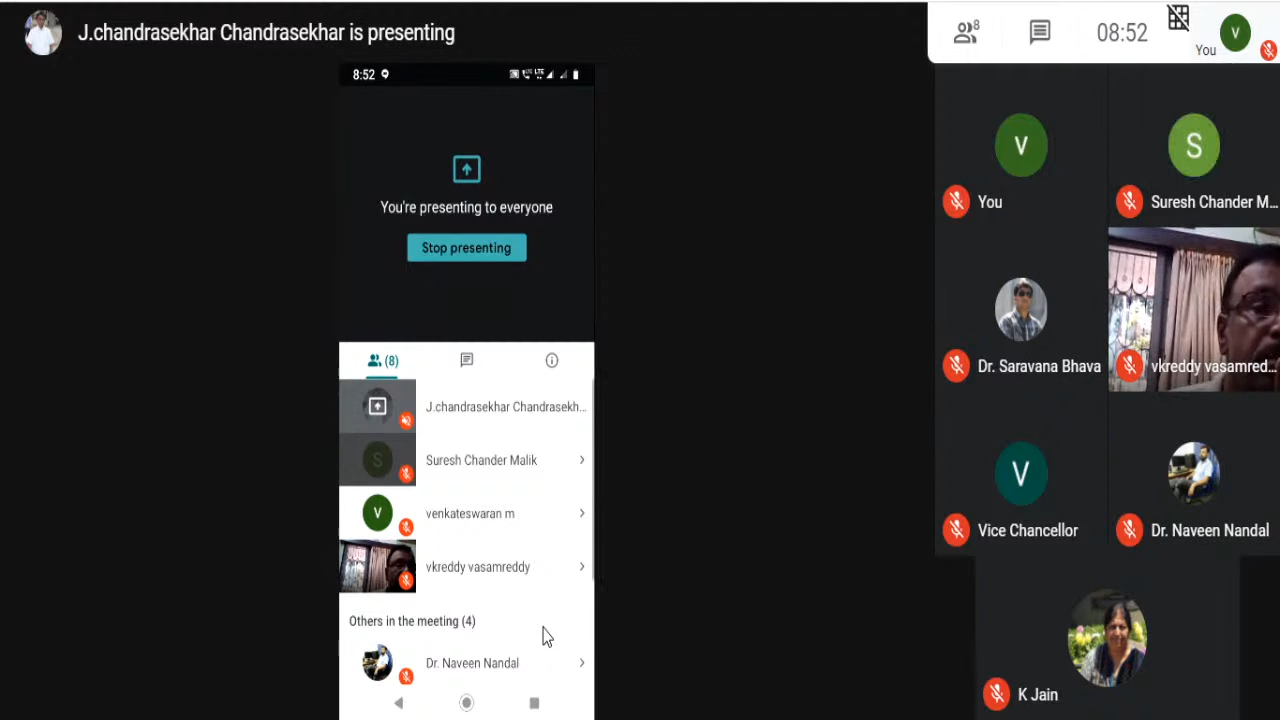 J.chandrasekhar Chandrasekhar is presenting
8
08:52
You
V
8:52
LTE
You're presenting to everyone
Stop presenting
(8)
J.chandrasekhar Chandrasekh...
S
Suresh Chander Malik
V
venkateswaran m
vkreddy vasamreddy
Others in the meeting (4)
Dr. Naveen Nandal
V
You
S
Suresh Chander M...
Dr. Saravana Bhava
vkreddy vasamred...
V
Vice Chancellor
Dr. Naveen Nandal
K Jain